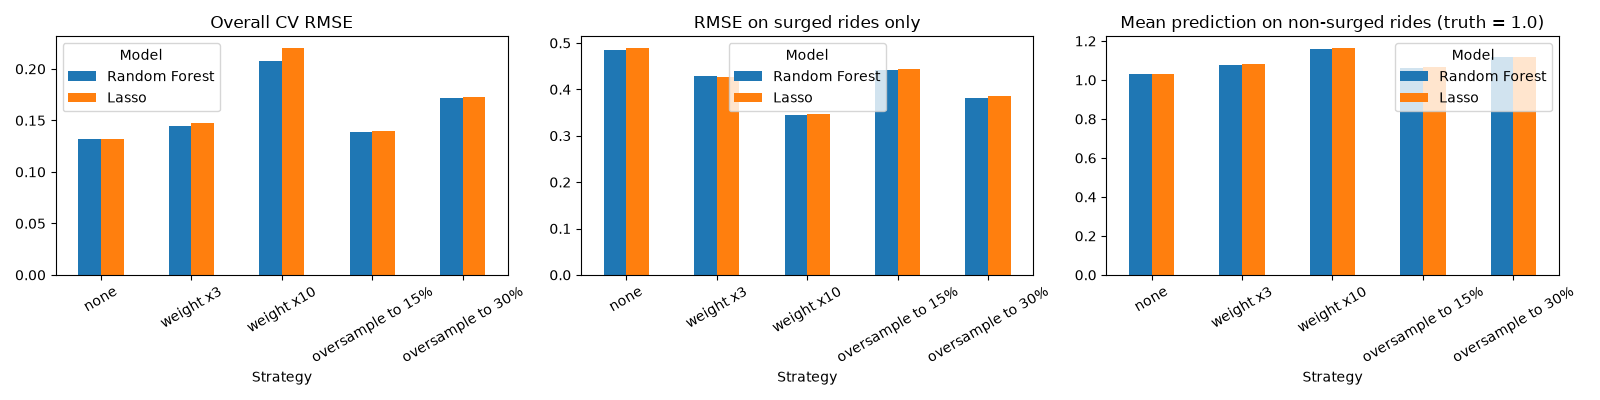 Overall CV RMSE
Model
Random Forest
Lasso
0.20
0.15
0.10
0.05
0.00
none
weight x3
weight x10
oversample to 15%
oversample to 30%
Strategy
RMSE on surged rides only
Model
Random Forest
Lasso
0.5
0.4
0.3
0.2
0.1
0.0
none
weight x3
weight x10
oversample to 15%
oversample to 30%
Strategy
Mean prediction on non-surged rides (truth = 1.0)
Model
Random Forest
Lasso
1.2
1.0
0.8
0.6
0.4
0.2
0.0
none
weight x3
weight x10
oversample to 15%
oversample to 30%
Strategy